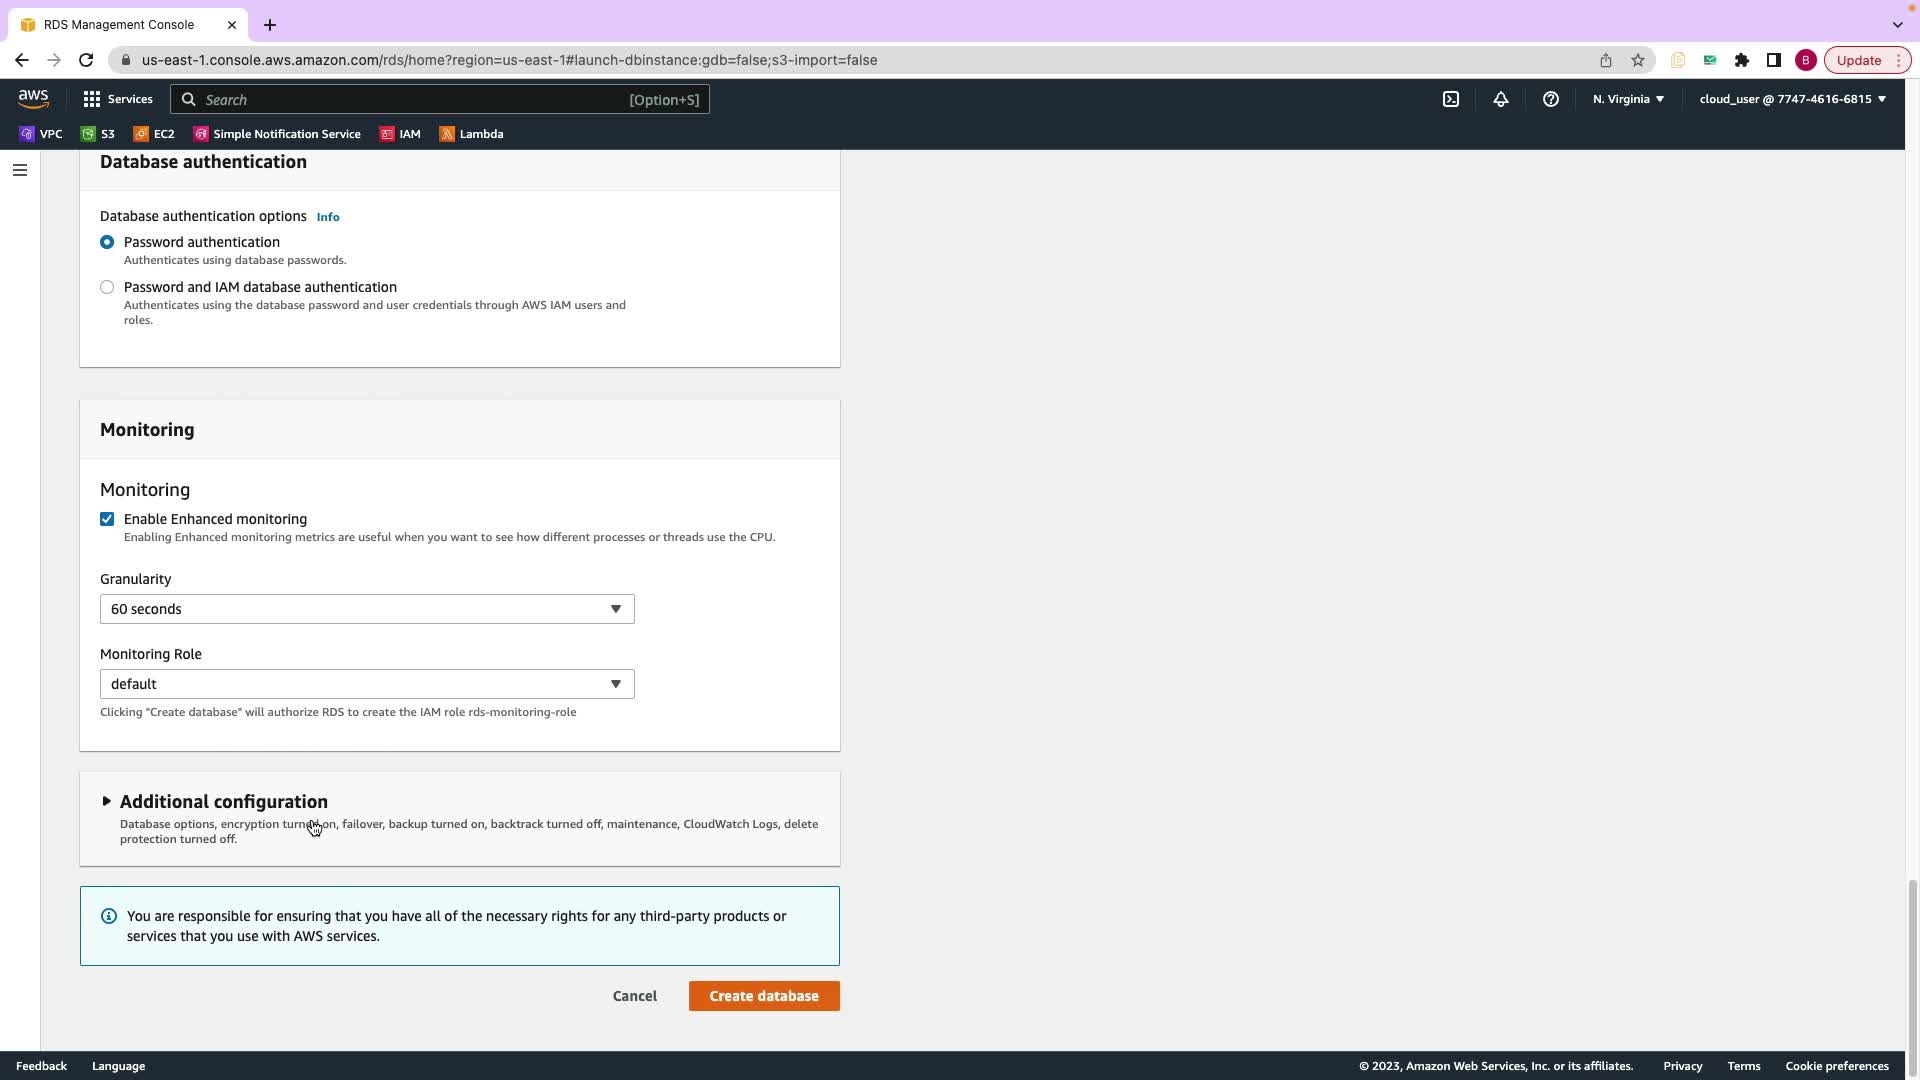 RDS Management Console
us-east-1.console.aws.amazon.com/rds/home?region=us-east-1#launch-dbinstance:gdb=false;s3-import=false
B
Update
aws
Services
Search
[Option+S]
N. Virginia
cloud_user @ 7747-4616-6815
VPC
S3
EC2
Simple Notification Service
IAM
Lambda
Database authentication
Database authentication options Info
Password authentication
Authenticates using database passwords.
Password and IAM database authentication
Authenticates using the database password and user credentials through AWS IAM users and
roles.
Monitoring
Monitoring
Enable Enhanced monitoring
Enabling Enhanced monitoring metrics are useful when you want to see how different processes or threads use the CPU.
Granularity
60 seconds
Monitoring Role
default
Clicking "Create database" will authorize RDS to create the IAM role rds-monitoring-role
Additional configuration
Database options, encryption turned on, failover, backup turned on, backtrack turned off, maintenance, CloudWatch Logs, delete
protection turned off.
You are responsible for ensuring that you have all of the necessary rights for any third-party products or
services that you use with AWS services.
Cancel
Create database
Feedback
Language
© 2023, Amazon Web Services, Inc. or its affiliates.
Privacy
Terms
Cookie preferences